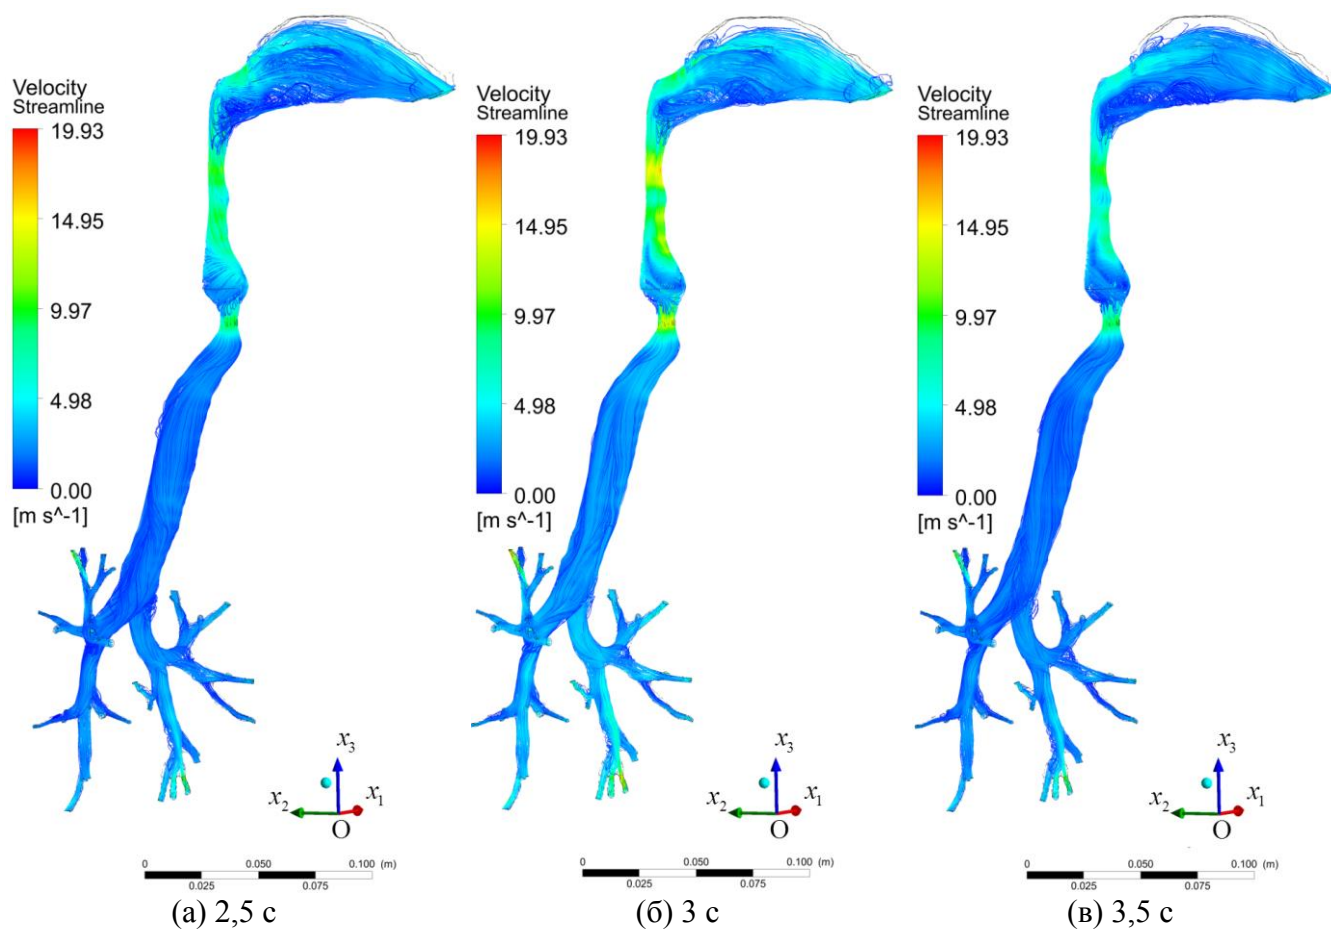 Velocity
Streamline
19.93
14.95
9.97
4.98
0.00
[m s^-1]
x3
x2
x1
O
0 0.050 0.100 (m)
0.025 0.075
(а) 2,5 с
Velocity
Streamline
19.93
14.95
9.97
4.98
0.00
[m s^-1]
x3
x2
x1
O
0 0.050 0.100 (m)
0.025 0.075
(б) 3 с
Velocity
Streamline
19.93
14.95
9.97
4.98
0.00
[m s^-1]
x3
x2
x1
O
0 0.050 0.100 (m)
0.025 0.075
(в) 3,5 с